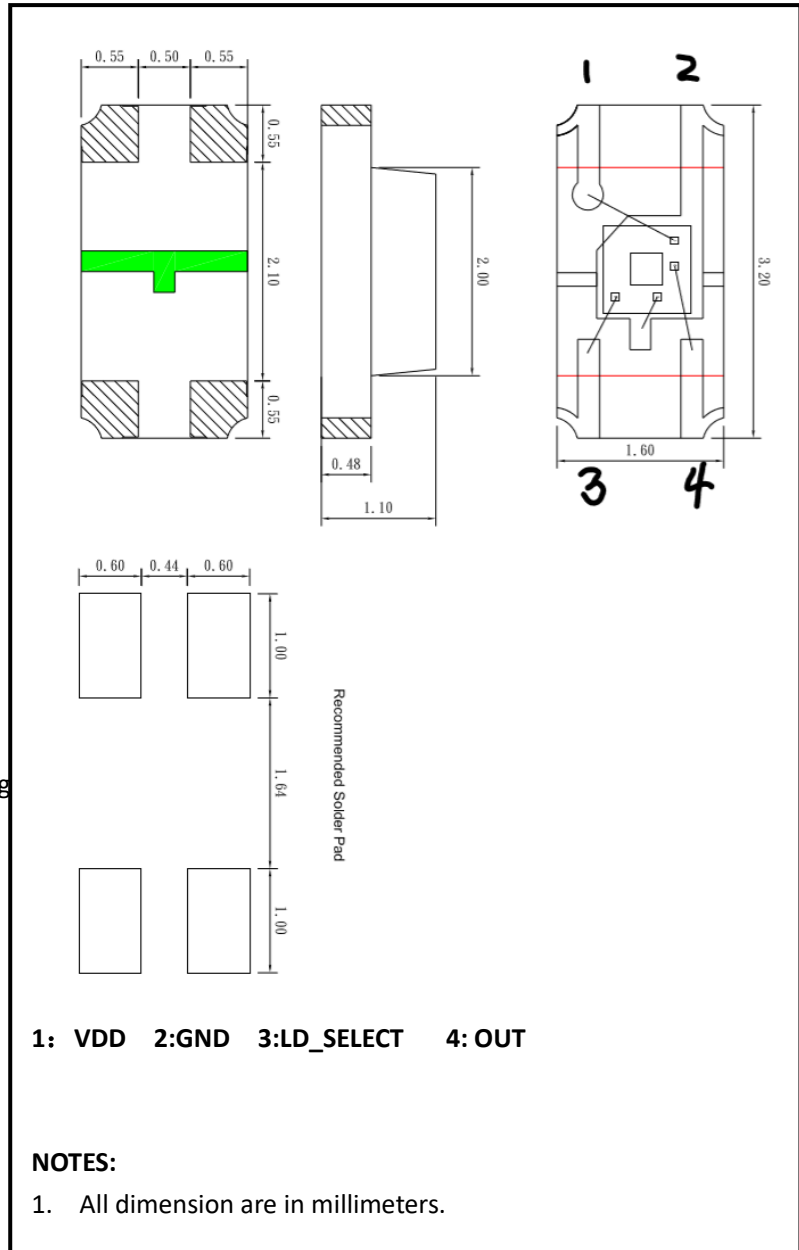 0.55 0.50 0.55
0.55
2.10
0.55
2.00
0.48
1.10
1 2
3.20
1.60
3 4
0.60 0.44 0.60
1.00
1.64
1.00
Recommended Solder Pad
1： VDD 2:GND 3:LD_SELECT 4: OUT
NOTES:
1. All dimension are in millimeters.